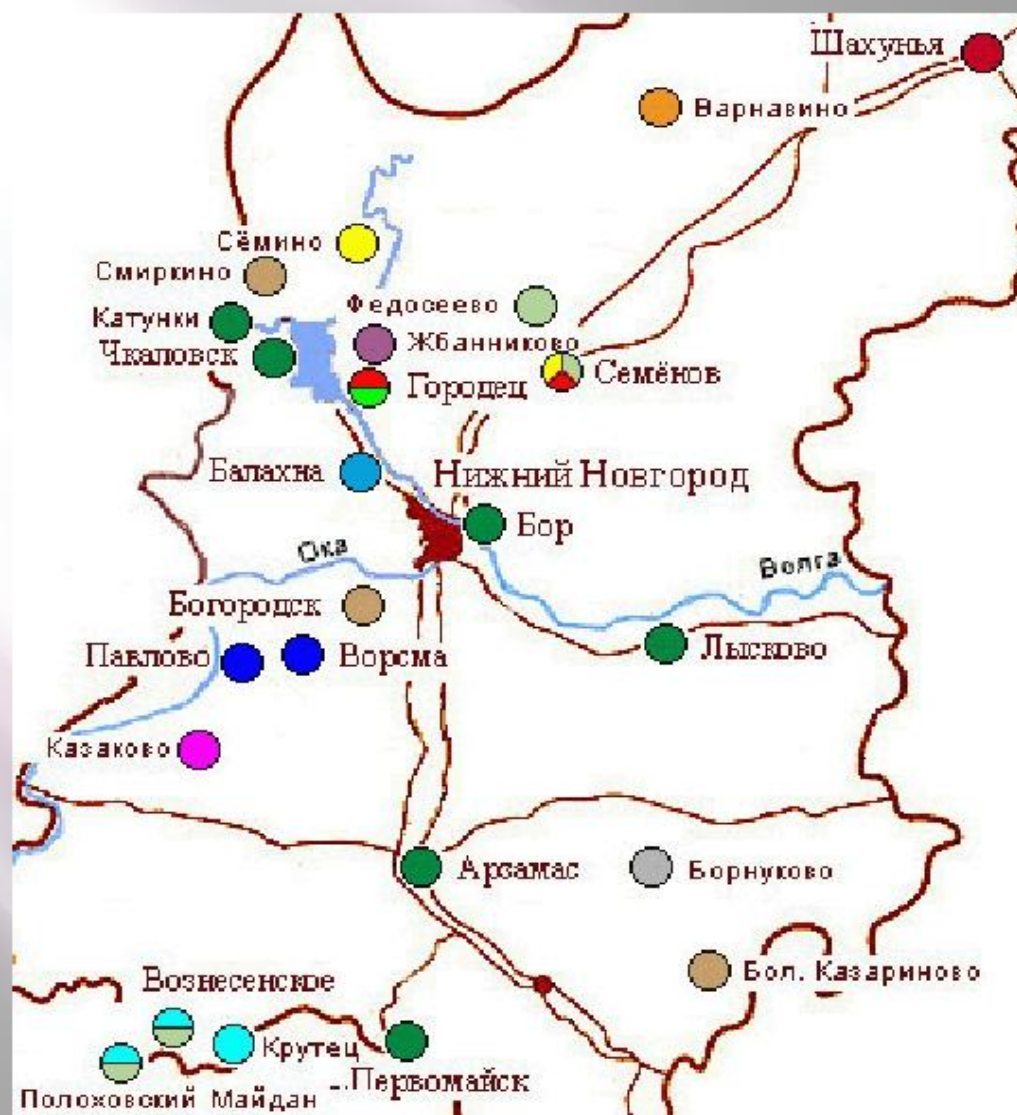 Шахунья
Варнавино
Сёмино
Смиркино
Федосеево
Катунки
Жбанниково
Чкаловск
Семёнов
Городец
Балахна
Нижний Новгород
Бор
Ока
Волга
Богородск
Павлово
Ворсма
Лысково
Казаково
Арзамас
Борнуково
Вознесенское
Бол. Казариново
Крутец
Первомайск
Полоховский Майдан